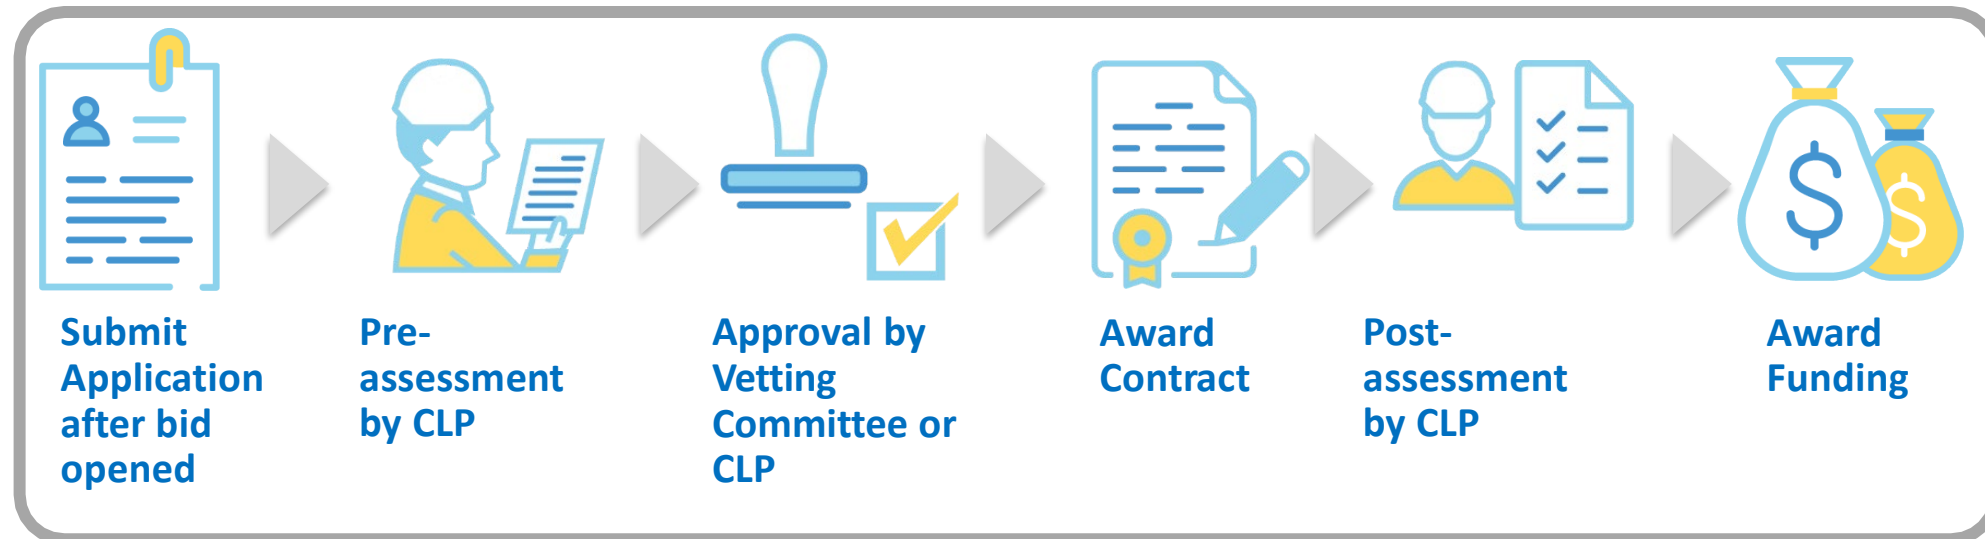 Submit
Application
after bid
opened
Pre-
assessment
by CLP
Approval by
Vetting
Committee or
CLP
Award
Contract
Post-
assessment
by CLP
Award
Funding
$
$